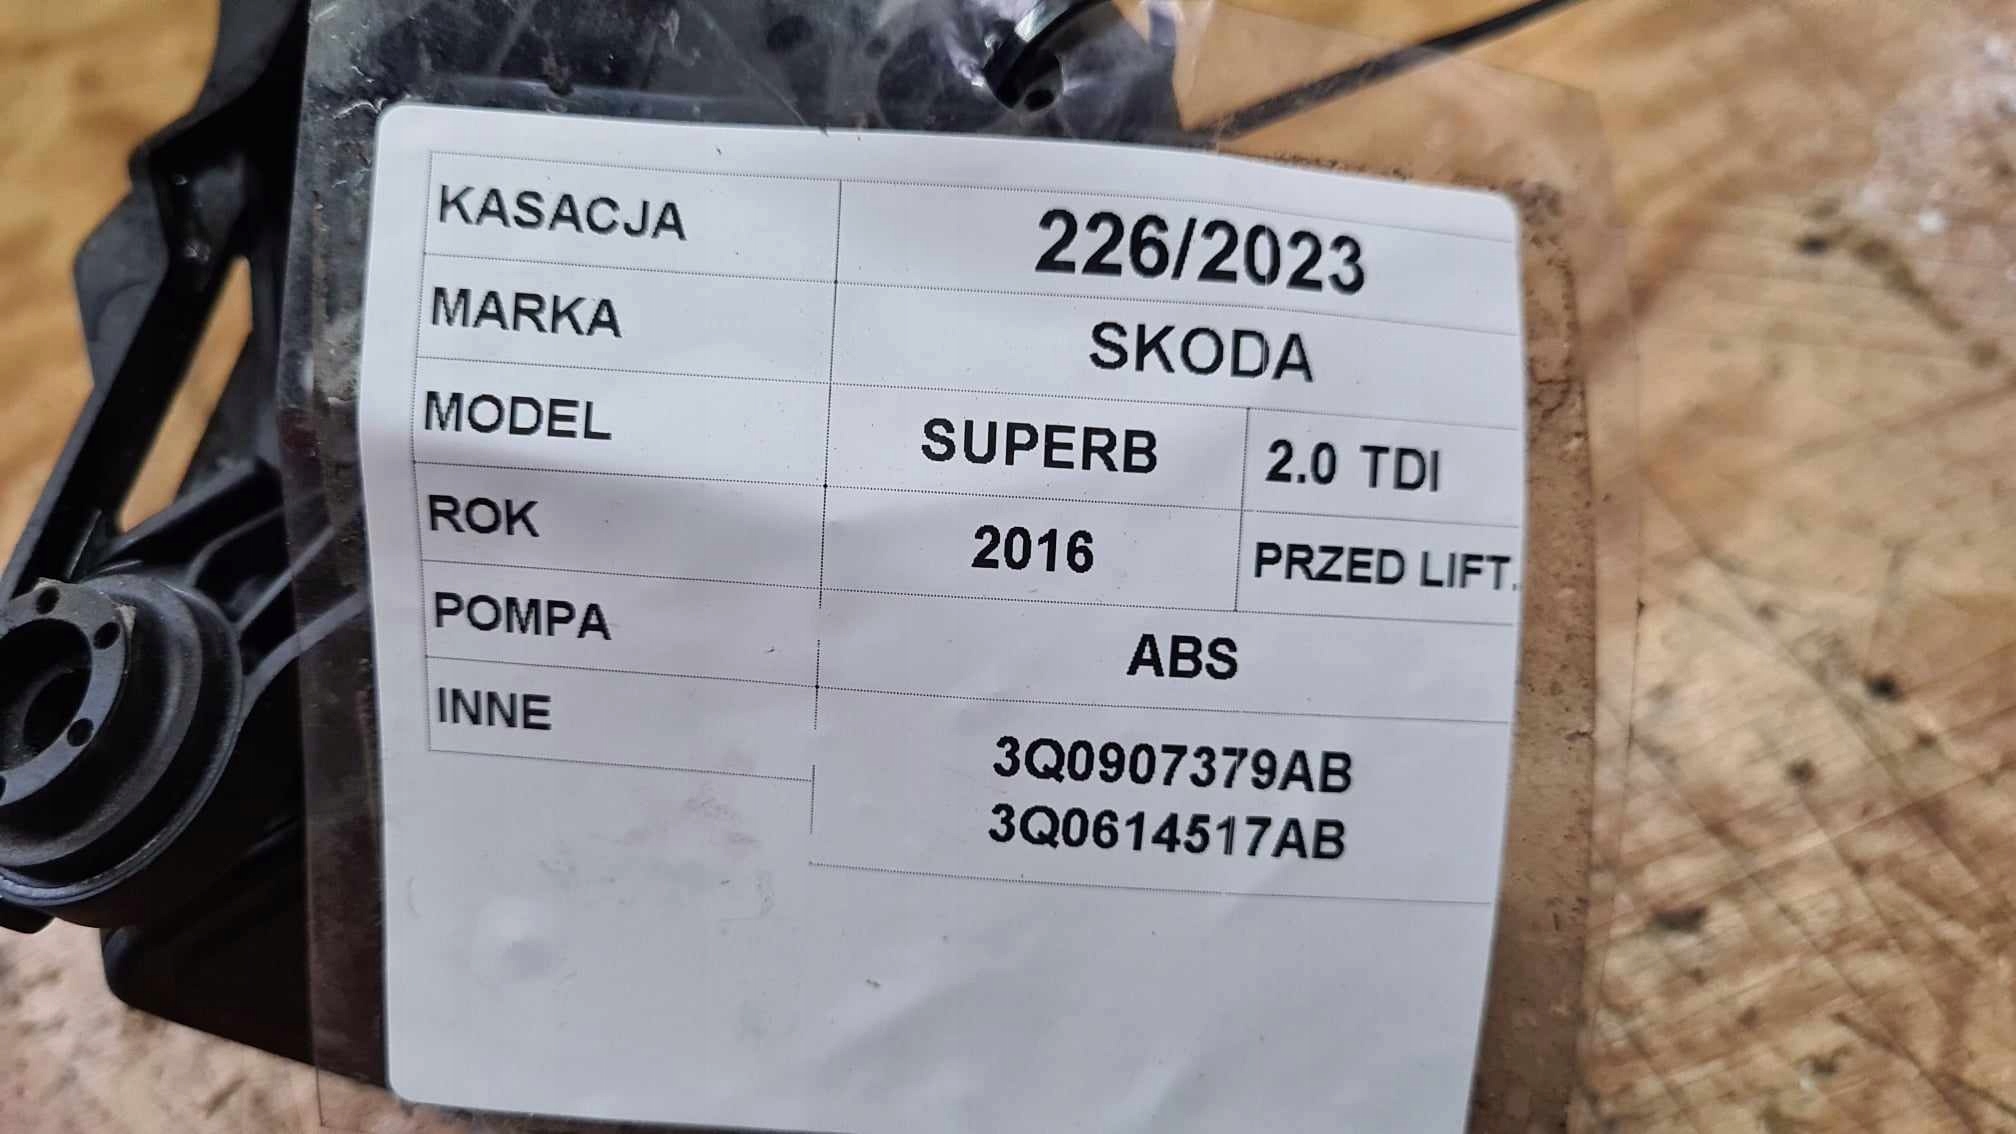 KASACJA 226/2023
MARKA SKODA
MODEL SUPERB 2.0 TDI
ROK 2016 PRZED LIFT.
POMPA ABS
INNE 3Q0907379AB
3Q0614517AB